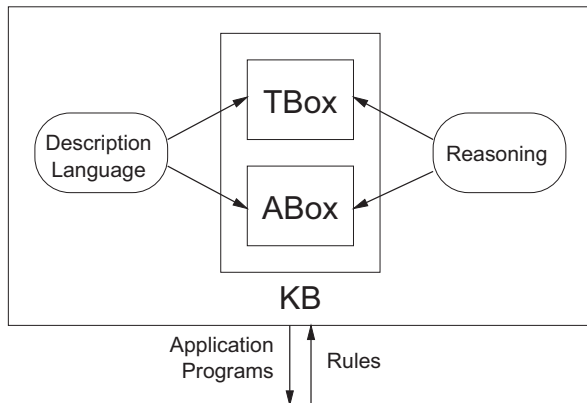 TBox
Description
Language
Reasoning
ABox
KB
Application
Programs
Rules